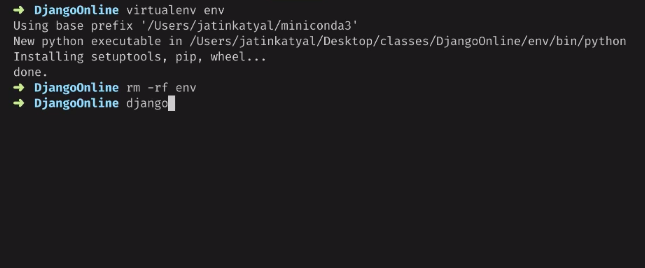 ➜ DjangoOnline virtualenv env
Using base prefix '/Users/jatinkatyal/miniconda3'
New python executable in /Users/jatinkatyal/Desktop/classes/DjangoOnline/env/bin/python
Installing setuptools, pip, wheel...
done.
➜ DjangoOnline rm -rf env
➜ DjangoOnline django